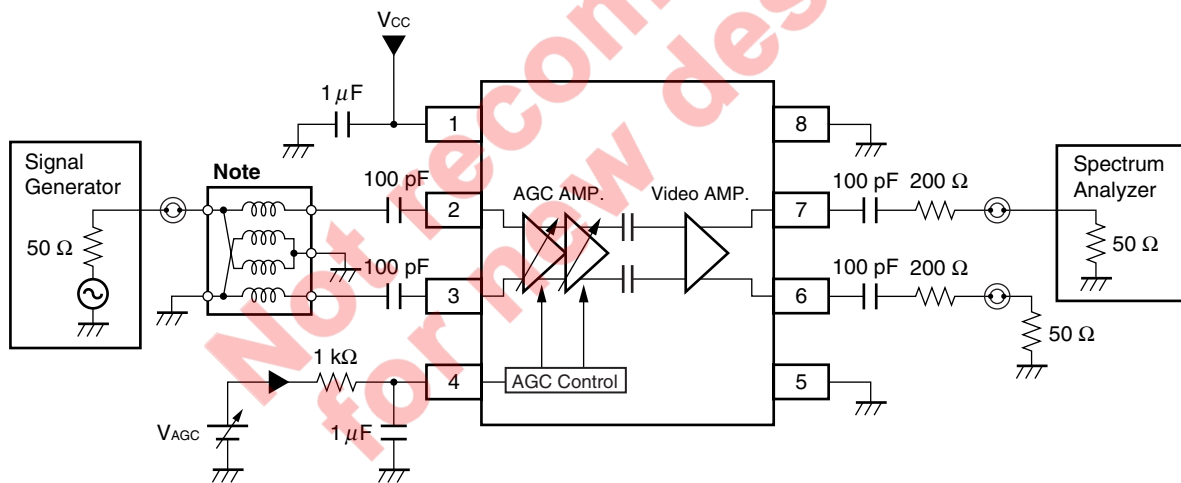 Not recommended
for new des
VCC
1 μF
1
8
Signal
Generator
Note
100 pF
2
AGC AMP.
Video AMP.
7
100 pF
200 Ω
Spectrum
Analyzer
50 Ω
50 Ω
100 pF
3
6
100 pF
200 Ω
50 Ω
1 kΩ
4
AGC Control
5
VAGC
1 μF